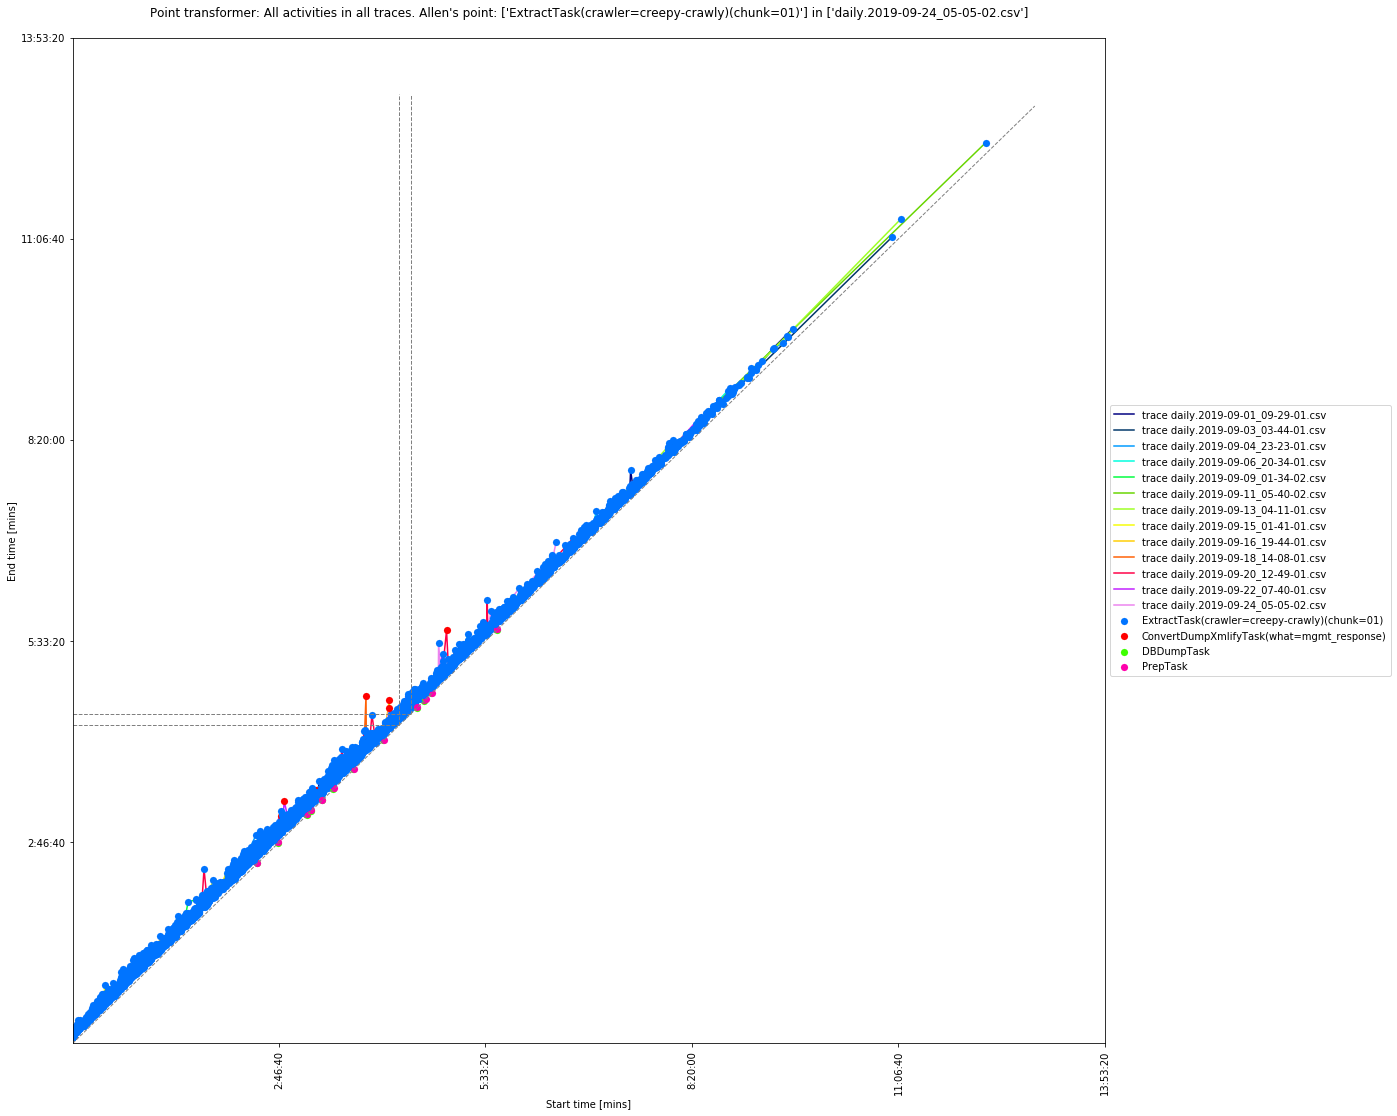 Point transformer: All activities in all traces. Allen's point: ['ExtractTask(crawler=creepy-crawly)(chunk=01)'] in ['daily.2019-09-24_05-05-02.csv']
13:53:20
11:06:40
8:20:00
5:33:20
2:46:40
End time [mins]
2:46:40
5:33:20
8:20:00
11:06:40
13:53:20
Start time [mins]
trace daily.2019-09-01_09-29-01.csv
trace daily.2019-09-03_03-44-01.csv
trace daily.2019-09-04_23-23-01.csv
trace daily.2019-09-06_20-34-01.csv
trace daily.2019-09-09_01-34-02.csv
trace daily.2019-09-11_05-40-02.csv
trace daily.2019-09-13_04-11-01.csv
trace daily.2019-09-15_01-41-01.csv
trace daily.2019-09-16_19-44-01.csv
trace daily.2019-09-18_14-08-01.csv
trace daily.2019-09-20_12-49-01.csv
trace daily.2019-09-22_07-40-01.csv
trace daily.2019-09-24_05-05-02.csv
ExtractTask(crawler=creepy-crawly)(chunk=01)
ConvertDumpXmlifyTask(what=mgmt_response)
DBDumpTask
PrepTask